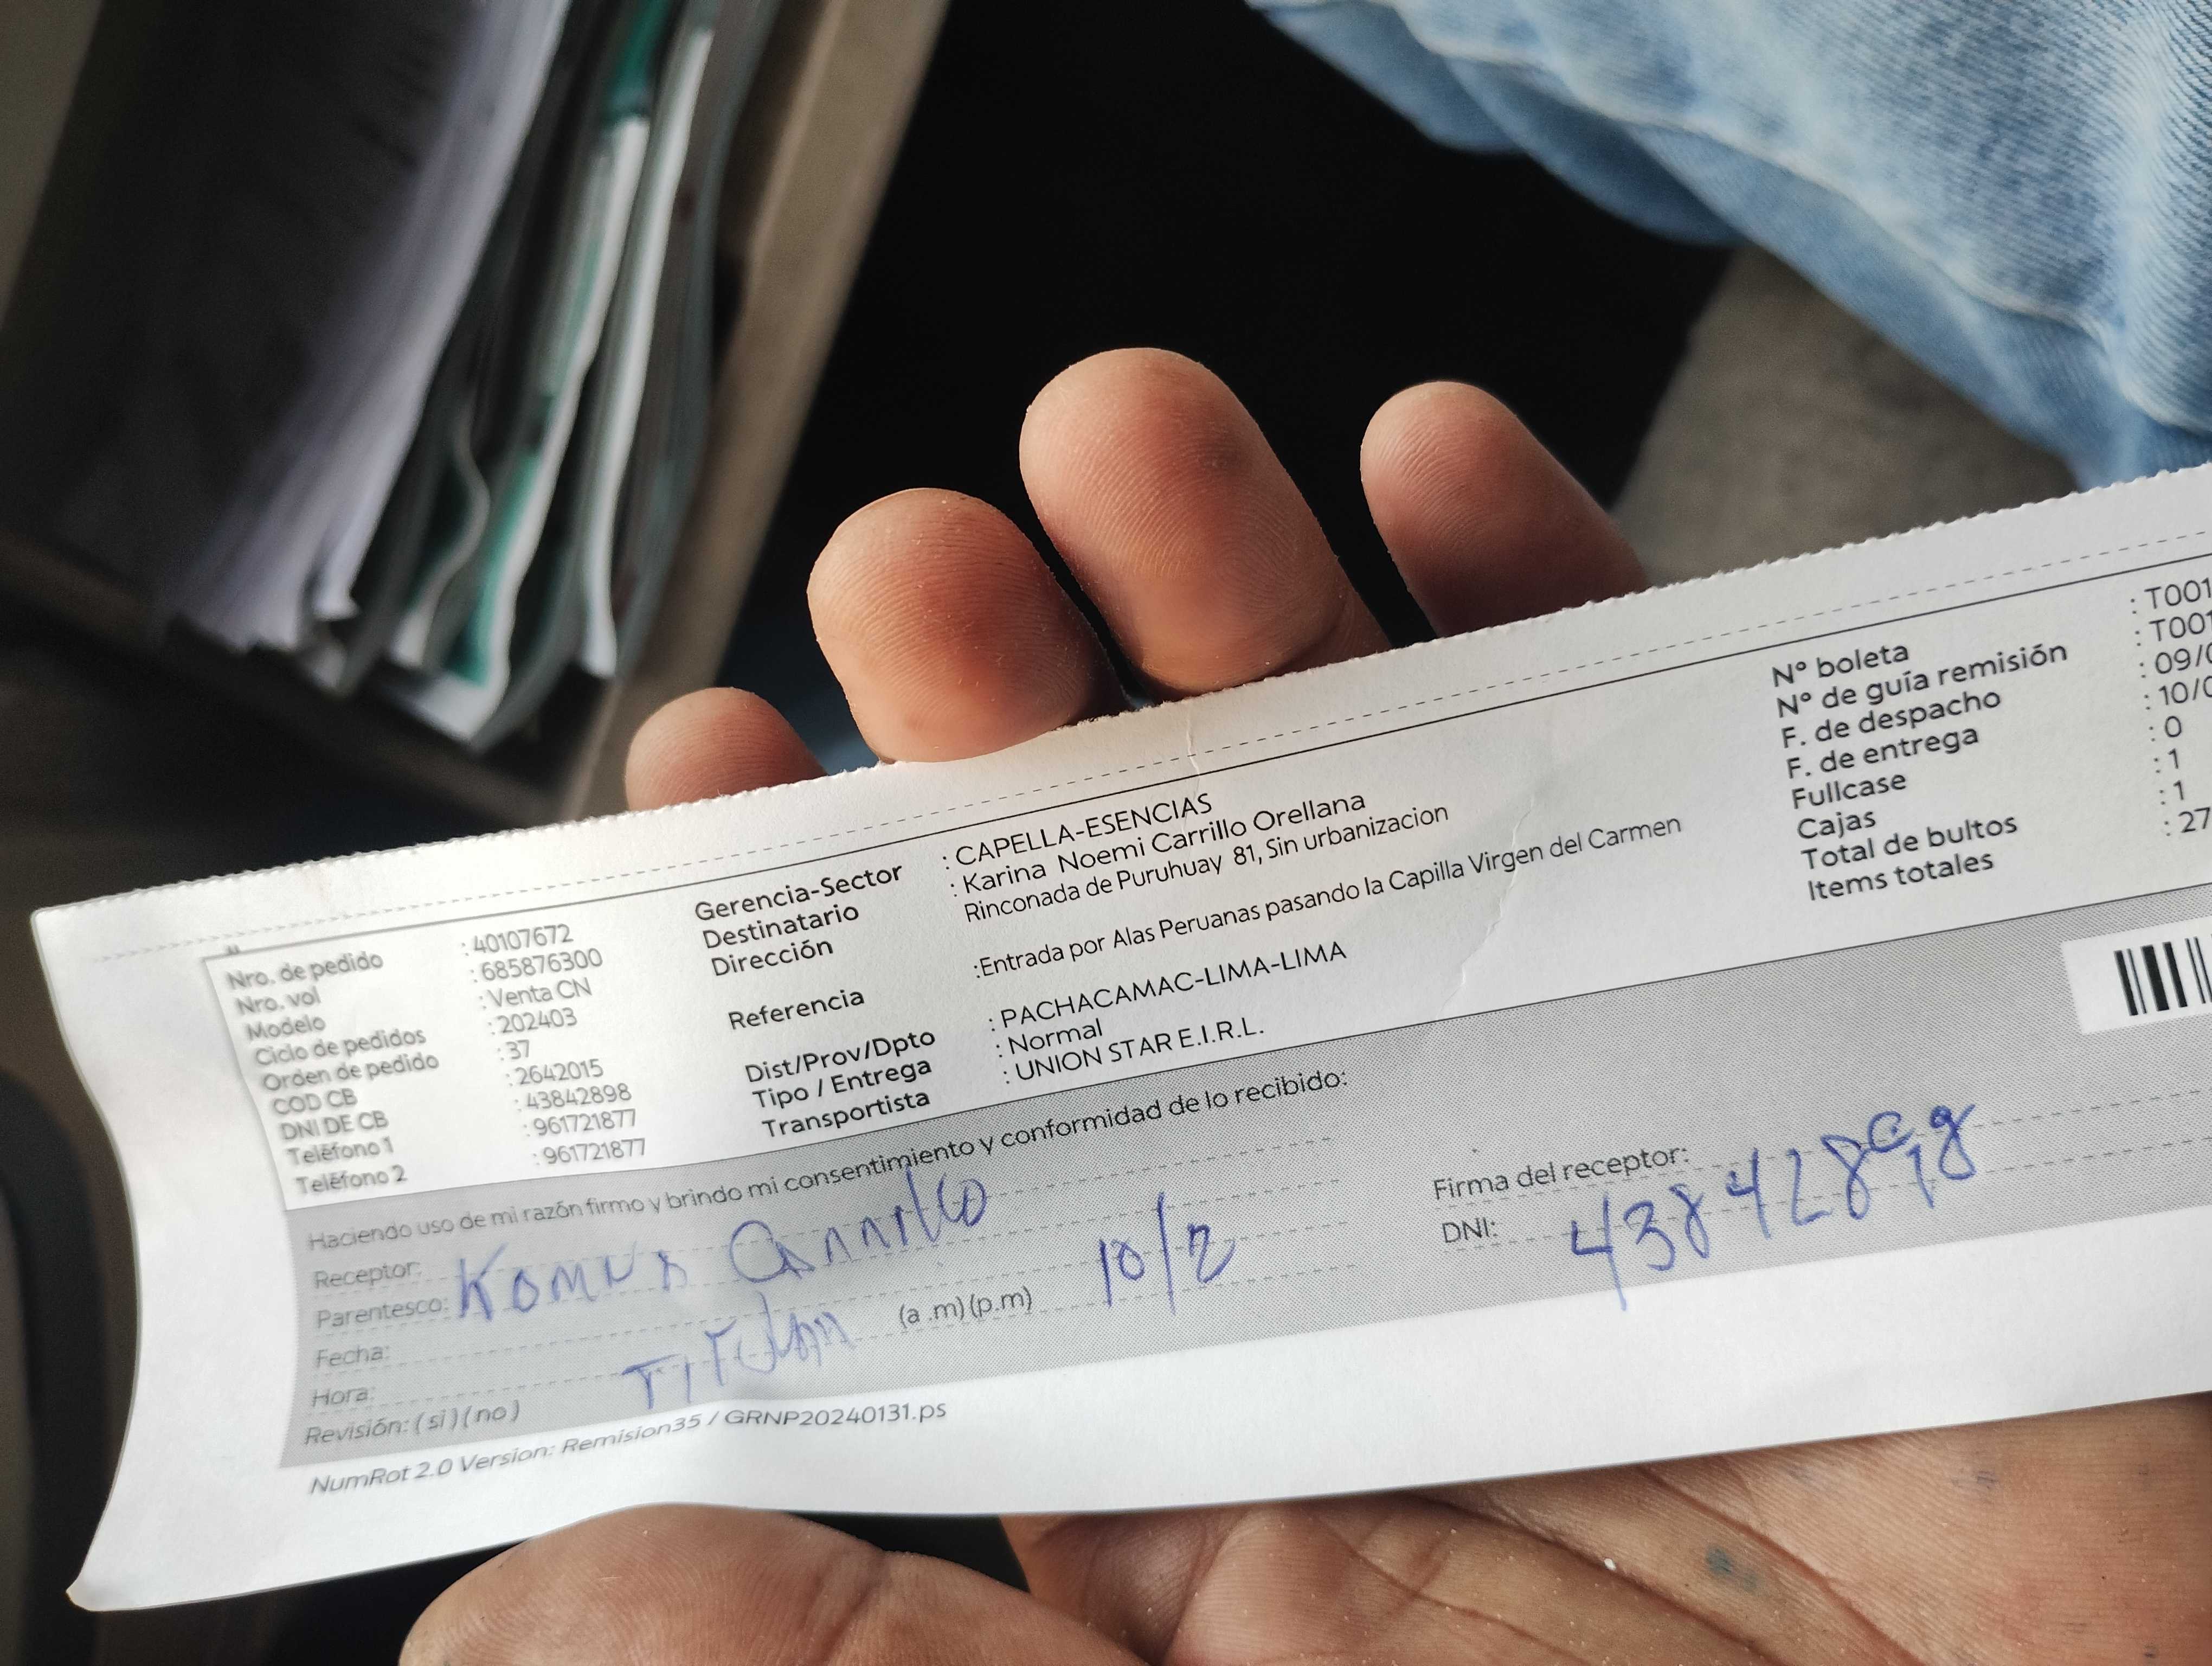 Nro. de pedido : 40107672
Nro. vol : 685876300
Modelo : Venta CN
Ciclo de pedidos : 202403
Orden de pedido : 37
COD CB : 2642015
DNI DE CB : 43842898
Teléfono 1 : 961721877
Teléfono 2 : 961721877
Gerencia-Sector : CAPELLA-ESENCIAS
Destinatario : Karina Noemi Carrillo Orellana
Dirección Rinconada de Puruhuay 81, Sin urbanizacion
Referencia :Entrada por Alas Peruanas pasando la Capilla Virgen del Carmen
Dist/Prov/Dpto : PACHACAMAC-LIMA-LIMA
Tipo / Entrega : Normal
Transportista : UNION STAR E.I.R.L.
N° boleta : T001
N° de guía remisión : T001
F. de despacho : 09/0
F. de entrega : 10/0
Fullcase : 0
Cajas : 1
Total de bultos : 1
Items totales : 27
Haciendo uso de mi razón firmo y brindo mi consentimiento y conformidad de lo recibido:
Receptor:
Parentesco: Carrillo
Fecha: 10/2
Hora: (a .m)(p.m)
Revisión: ( si ) ( no )
Firma del receptor:
DNI: 43842898
NumRot 2.0 Version: Remision35 / GRNP20240131.ps